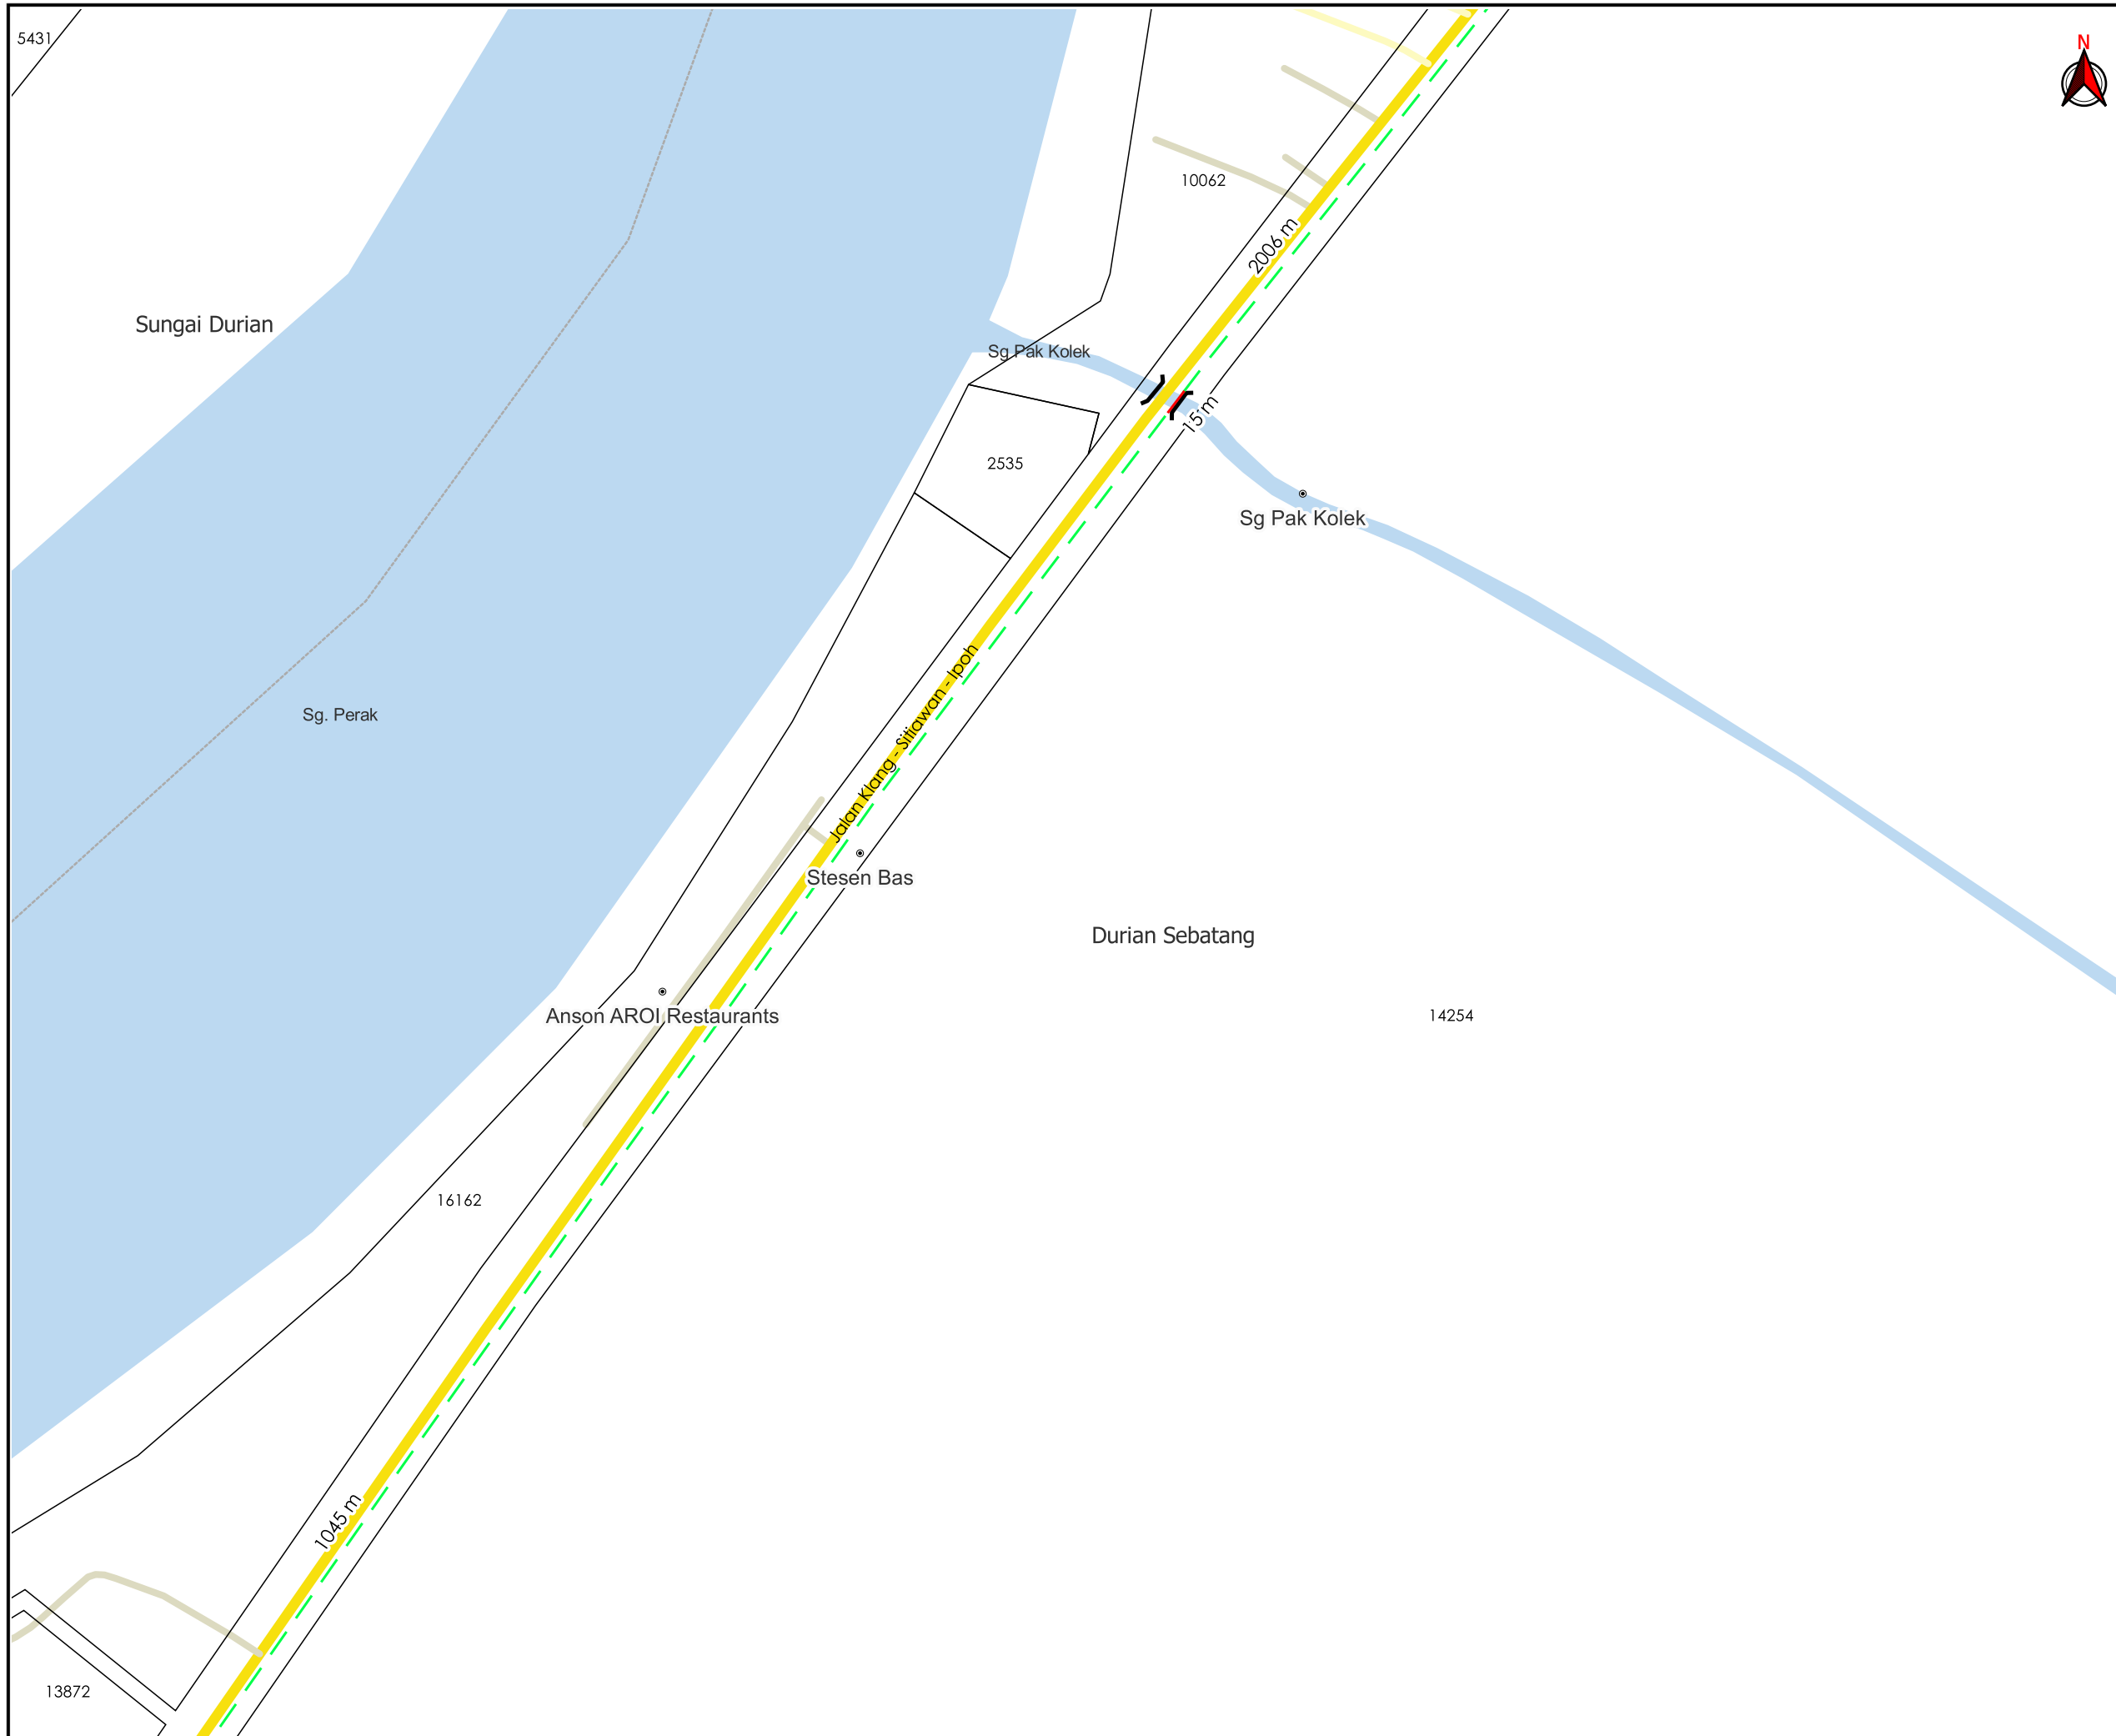 5431
N
10062
2006 m
Sungai Durian
Sg Pak Kolek
15 m
2535
Sg Pak Kolek
Jalan Klang - Sitiawan - Ipoh
Sg. Perak
Stesen Bas
Durian Sebatang
Anson AROI Restaurants
14254
16162
1045 m
13872